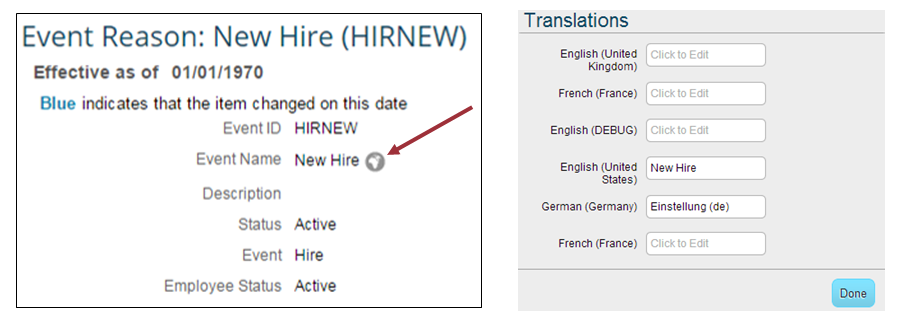 Event Reason: New Hire (HIRNEW)
Effective as of 01/01/1970
Blue indicates that the item changed on this date
Event ID HIRNEW
Event Name New Hire
Description
Status Active
Event Hire
Employee Status Active
Translations
English (United
Kingdom) Click to Edit
French (France) Click to Edit
English (DEBUG) Click to Edit
English (United
States) New Hire
German (Germany) Einstellung (de)
French (France) Click to Edit
Done